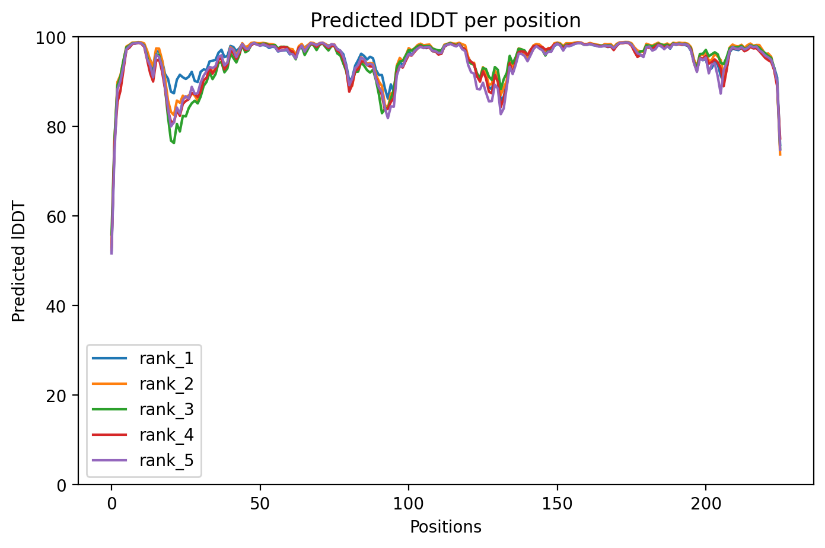 Predicted lDDT per position
100
80
60
40
20
0
Predicted lDDT
rank_1
rank_2
rank_3
rank_4
rank_5
0 50 100 150 200
Positions